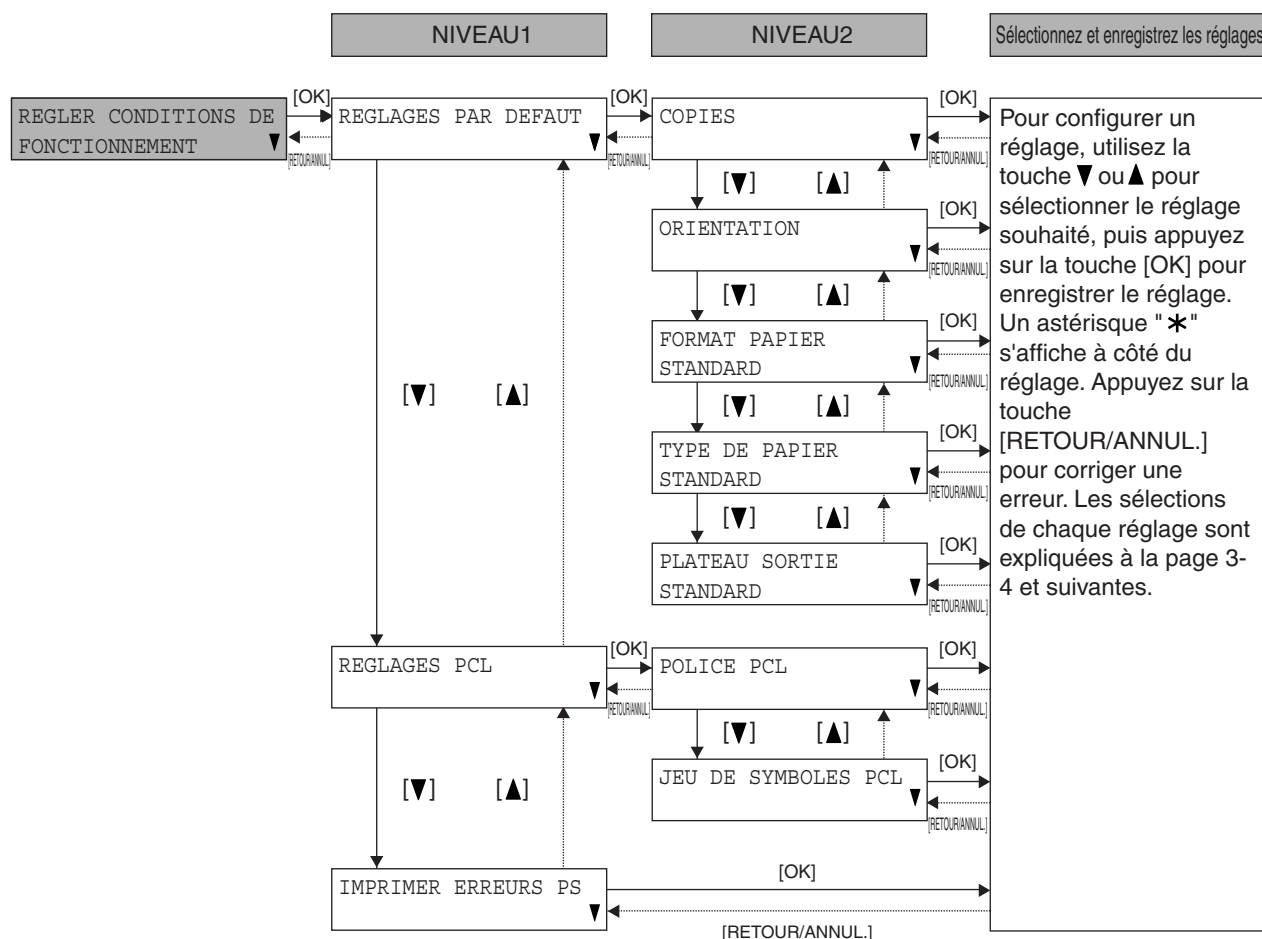 NIVEAU1
NIVEAU2
Sélectionnez et enregistrez les réglages
REGLER CONDITIONS DE
FONCTIONNEMENT ▼
[OK]
[RETOUR/ANNUL.]
REGLAGES PAR DEFAUT
▼
[OK]
[RETOUR/ANNUL.]
COPIES
▼
[OK]
[RETOUR/ANNUL.]
[▼] [▲]
ORIENTATION
▼
[OK]
[RETOUR/ANNUL.]
[▼] [▲]
FORMAT PAPIER
STANDARD ▼
[OK]
[RETOUR/ANNUL.]
[▼] [▲]
[▼] [▲]
TYPE DE PAPIER
STANDARD ▼
[OK]
[RETOUR/ANNUL.]
[▼] [▲]
PLATEAU SORTIE
STANDARD ▼
[OK]
[RETOUR/ANNUL.]
REGLAGES PCL
▼
[OK]
[RETOUR/ANNUL.]
POLICE PCL
▼
[OK]
[RETOUR/ANNUL.]
[▼] [▲]
[▼] [▲]
JEU DE SYMBOLES PCL
▼
[OK]
[RETOUR/ANNUL.]
IMPRIMER ERREURS PS
▼
[OK]
[RETOUR/ANNUL.]
Pour configurer un
réglage, utilisez la
touche ▼ ou ▲ pour
sélectionner le réglage
souhaité, puis appuyez
sur la touche [OK] pour
enregistrer le réglage.
Un astérisque "*"
s'affiche à côté du
réglage. Appuyez sur la
touche
[RETOUR/ANNUL.]
pour corriger une
erreur. Les sélections
de chaque réglage sont
expliquées à la page 3-
4 et suivantes.